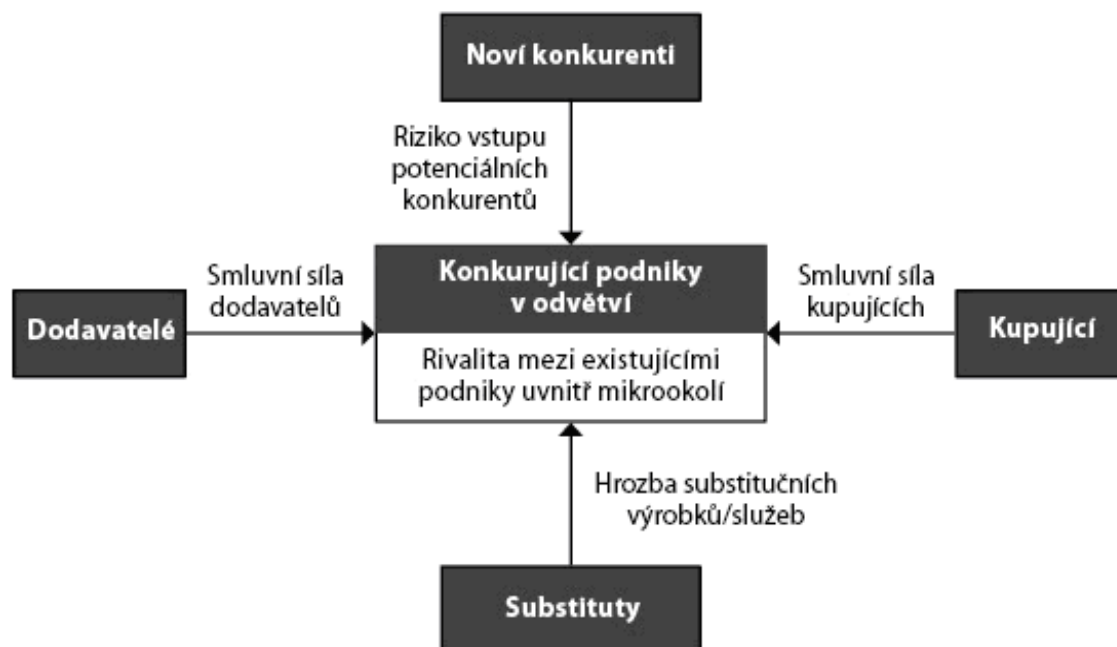 Noví konkurenti
Riziko vstupu
potenciálních
konkurentů
Smluvní síla
dodavatelů
Konkurující podniky
v odvětví
Smluvní síla
kupujících
Dodavatelé
Kupující
Rivalita mezi existujícími
podniky uvnitř mikrookolí
Hrozba substitučních
výrobků/služeb
Substituty